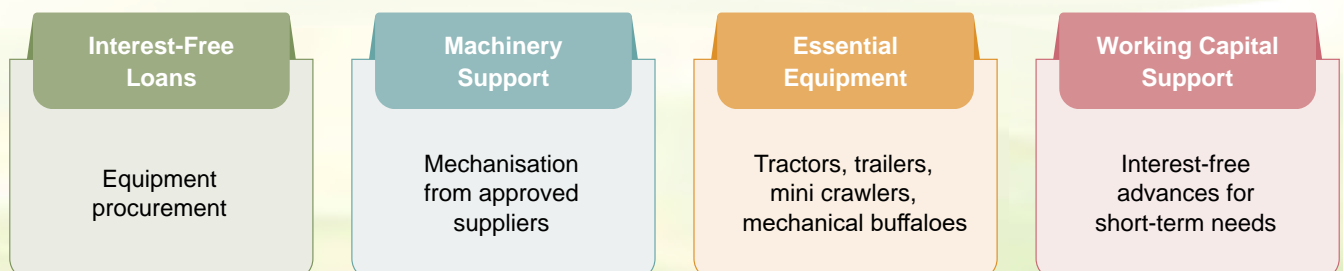 Interest-Free
Loans
Equipment
procurement
Machinery
Support
Mechanisation
from approved
suppliers
Essential
Equipment
Tractors, trailers,
mini crawlers,
mechanical buffaloes
Working Capital
Support
Interest-free
advances for
short-term needs